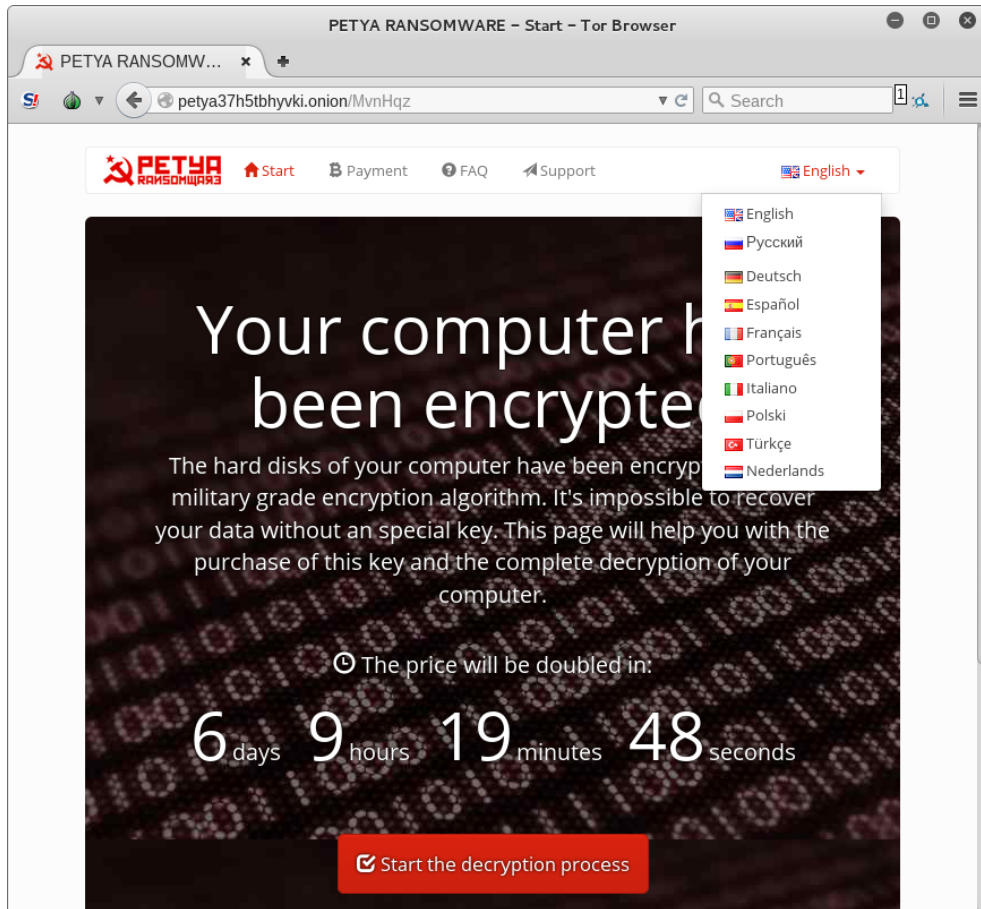 PETYA RANSOMWARE – Start – Tor Browser
PETYA RANSOMW... × +
S! petya37h5tbhyvki.onion/MvnHqz Search 1
PETYA Start Payment FAQ Support English
English
Русский
Deutsch
Español
Français
Português
Italiano
Polski
Türkçe
Nederlands
Your computer
been
The hard disks of your computer have been
military grade encryption algorithm. It's impossible to recover
your data without an special key. This page will help you with the
purchase of this key and the complete decryption of your
computer.
The price will be doubled in:
6 days 9 hours 19 minutes 48 seconds
Start the decryption process